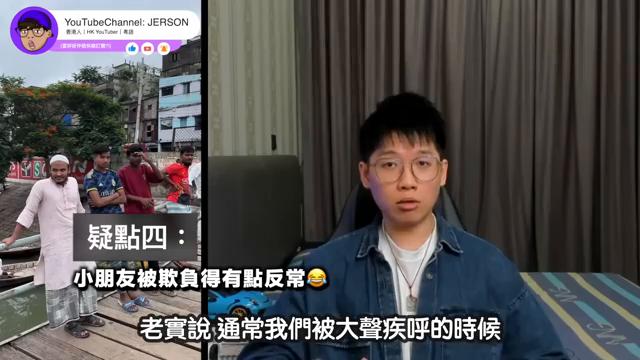 YouTubeChannel: JERSON
香港人｜HK YouTuber｜粵語
疑點四：
小朋友被欺負得有點反常😂
老實說 通常我們被大聲疾呼的時候